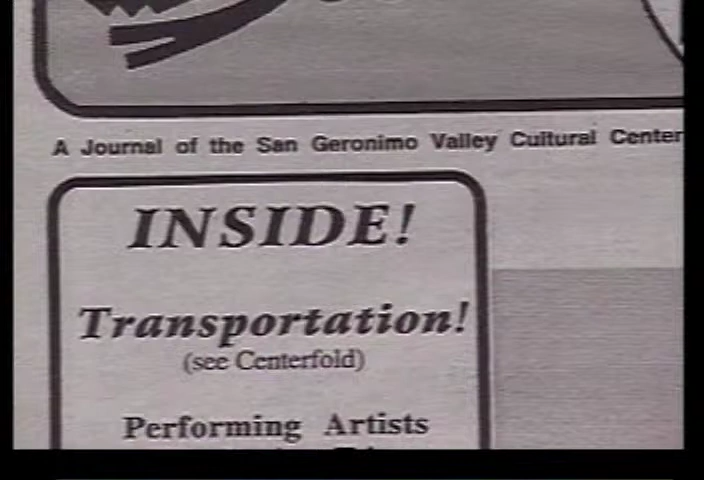 A Journal of the San Geronimo Valley Cultural Center
INSIDE!
Transportation!
(see Centerfold)
Performing Artists